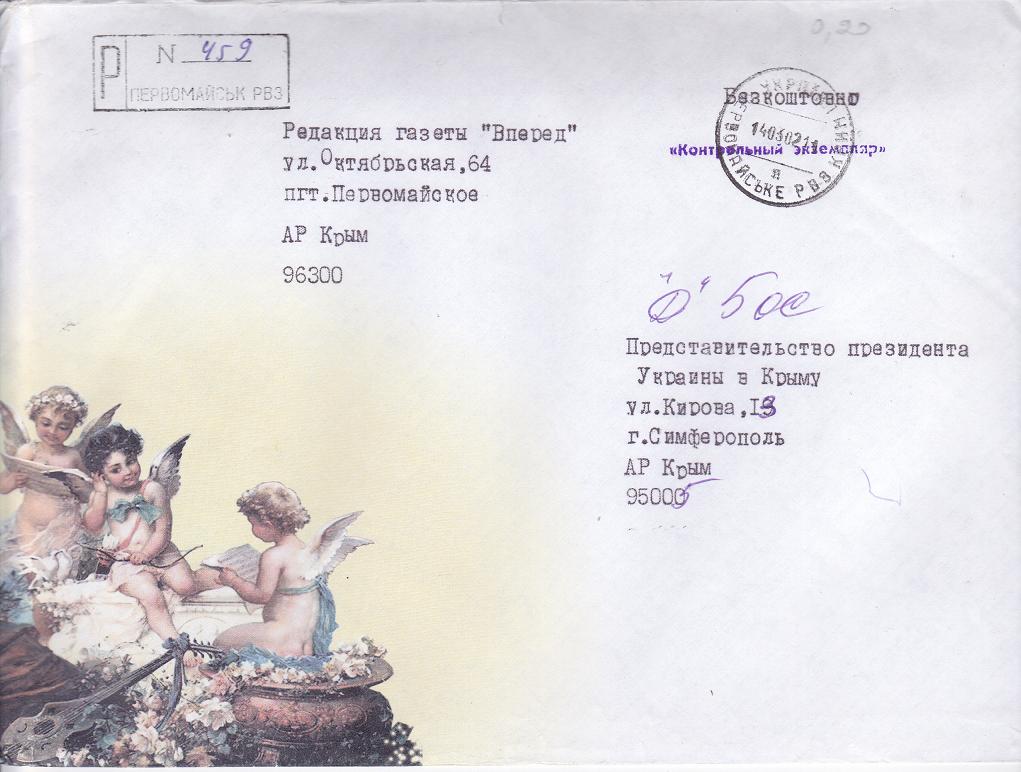 0,20
Р N 459
ПЕРВОМАЙСЬК РВЗ
Безкоштовно
«Контрольный экземпляр»
Редакция газеты "Вперед"
ул.Октябрьская,64
пгт.Первомайское
АР Крым
96300
Представительство президента
Украины в Крыму
ул.Кирова,I3
г.Симферополь
АР Крым
95005